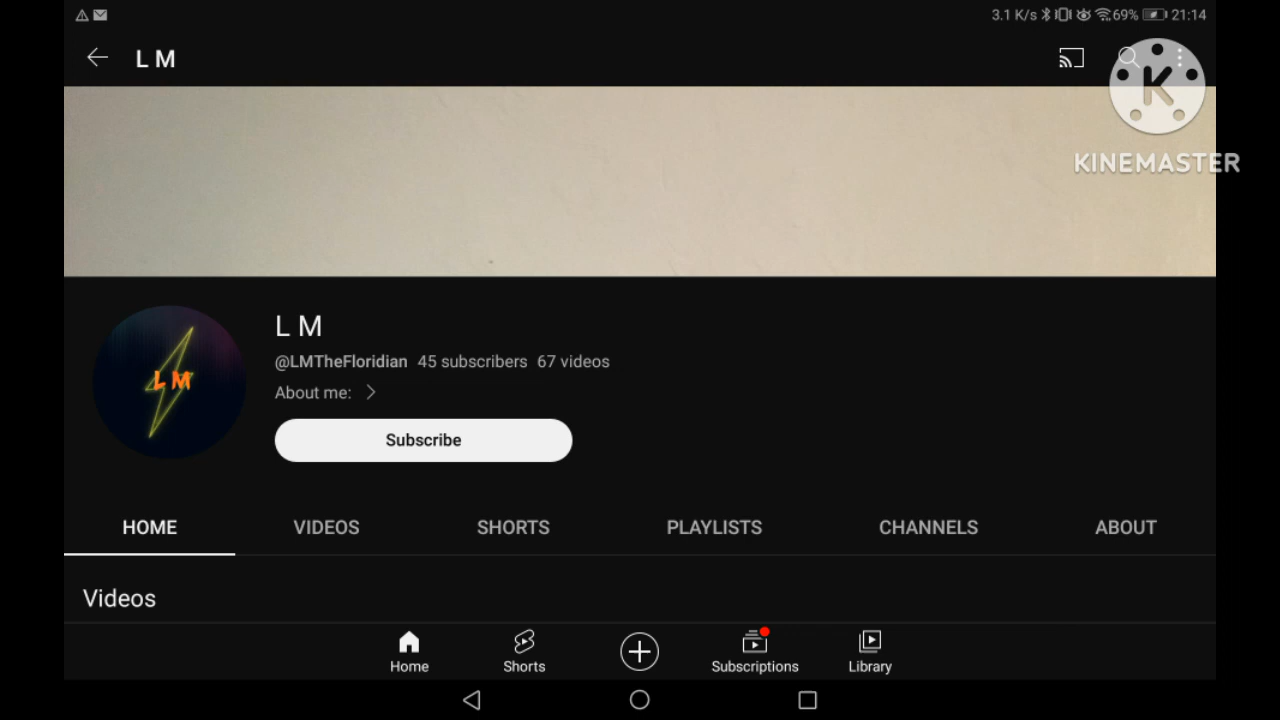 3.1 K/s 69% 21:14
L M
K
KINEMASTER
L M
L M
@LMTheFloridian 45 subscribers 67 videos
About me:
Subscribe
HOME VIDEOS SHORTS PLAYLISTS CHANNELS ABOUT
Videos
Home Shorts Subscriptions Library